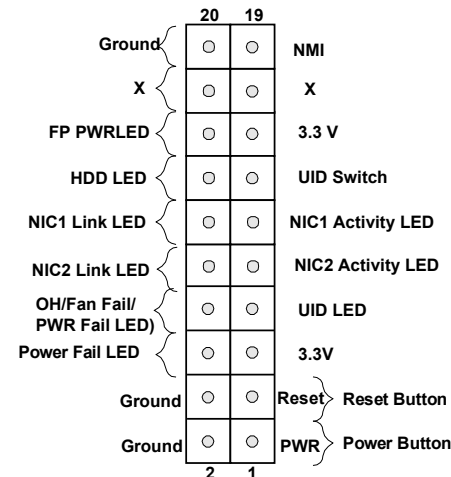 20 19
Ground NMI
X X
FP PWRLED 3.3 V
HDD LED UID Switch
NIC1 Link LED NIC1 Activity LED
NIC2 Link LED NIC2 Activity LED
OH/Fan Fail/
PWR Fail LED) UID LED
Power Fail LED 3.3V
Ground Reset Reset Button
Ground PWR Power Button
2 1